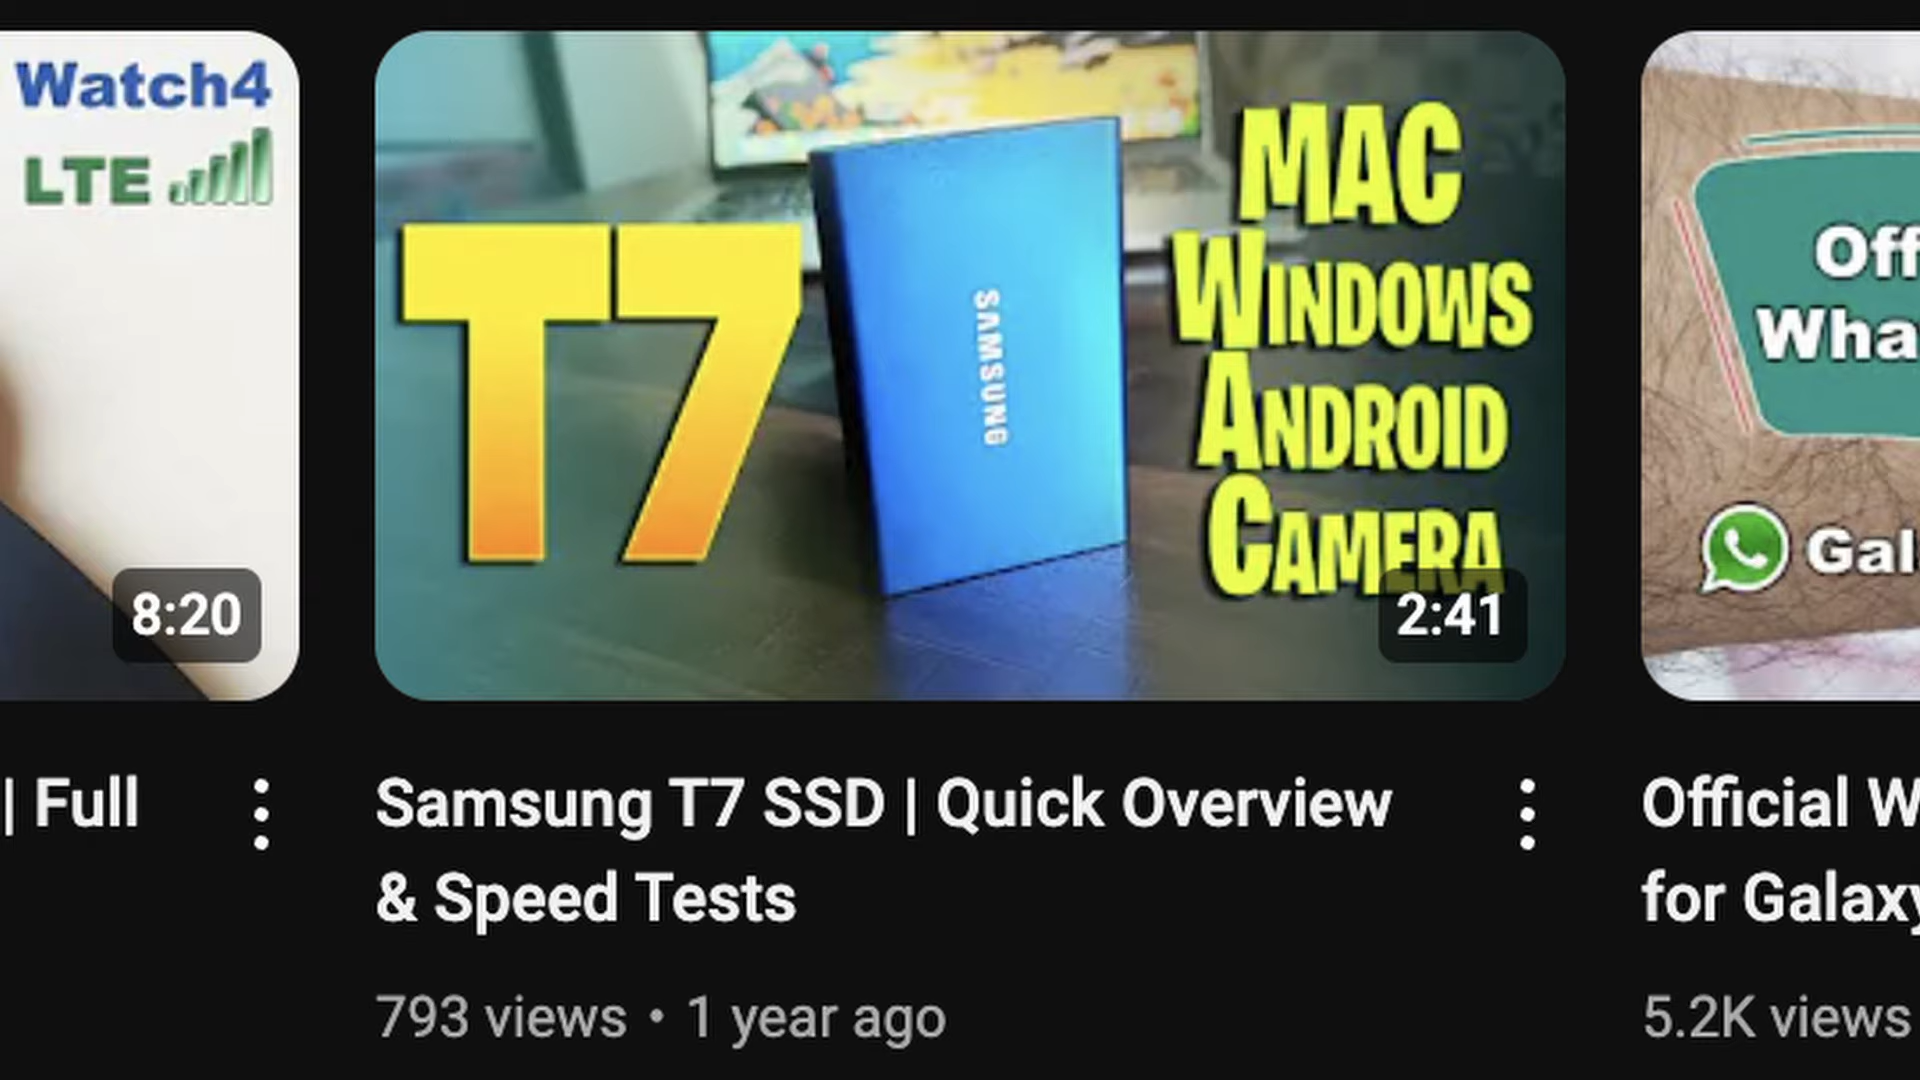 Watch4
LTE
8:20
| Full
T7
SAMSUNG
MAC
WINDOWS
ANDROID
CAMERA
2:41
Samsung T7 SSD | Quick Overview
& Speed Tests
793 views • 1 year ago
Off
Wha
Gal
Official W
for Galaxy
5.2K views